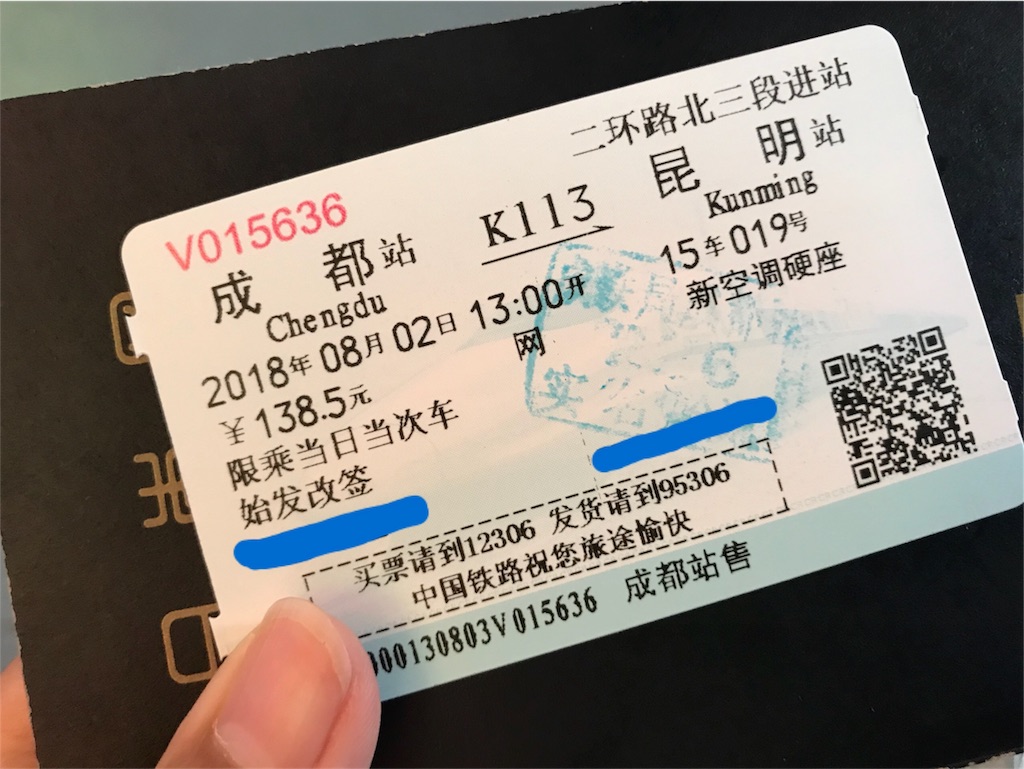 二环路北三段进站
V015636
成都站 K113 昆明站
Chengdu Kunming
2018年08月02日 13:00开 15车019号
¥138.5元 网 新空调硬座
限乘当日当次车
始发改签
买票请到12306 发货请到95306
中国铁路祝您旅途愉快
000130803V015636 成都站售